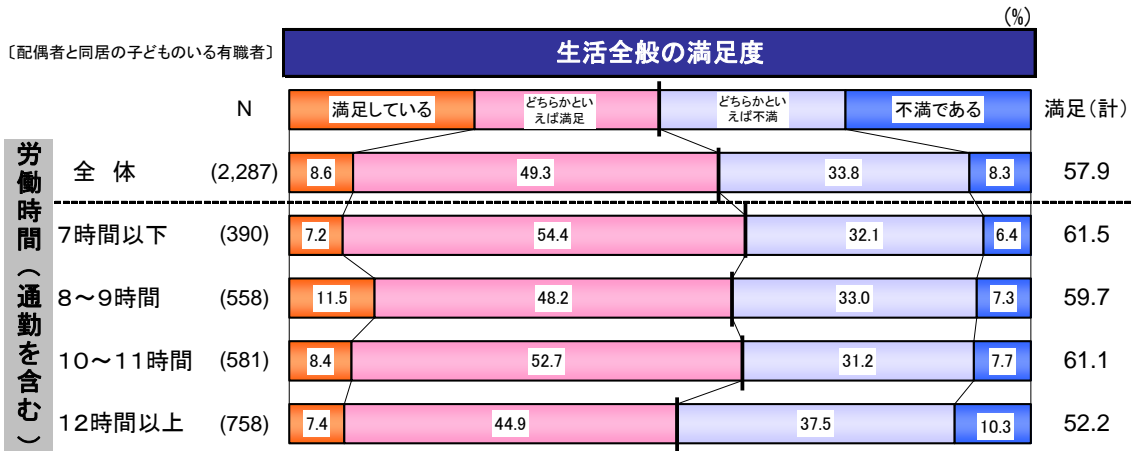 (%)
〔配偶者と同居の子どものいる有職者〕
生活全般の満足度
N
満足している
どちらかとい
えば満足
どちらかとい
えば不満
不満である
満足(計)
労働時間(通勤を含む)
全 体 (2,287) 8.6 49.3 33.8 8.3 57.9
7時間以下 (390) 7.2 54.4 32.1 6.4 61.5
8～9時間 (558) 11.5 48.2 33.0 7.3 59.7
10～11時間 (581) 8.4 52.7 31.2 7.7 61.1
12時間以上 (758) 7.4 44.9 37.5 10.3 52.2